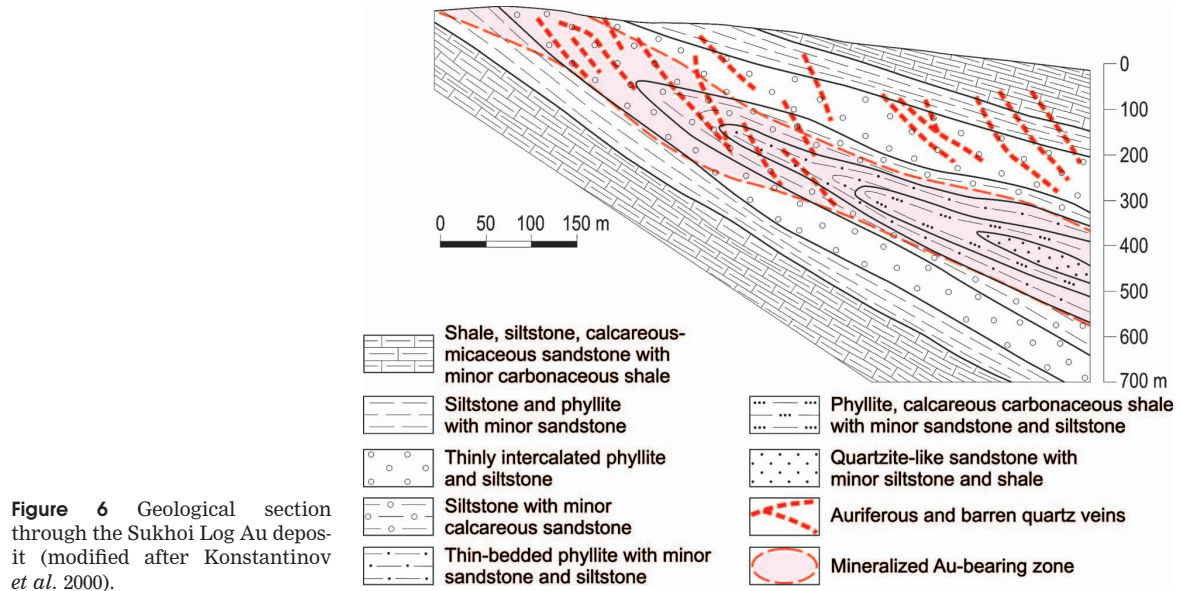 0
100
200
300
400
500
600
700 m
0 50 100 150 m
Shale, siltstone, calcareous-
micaceous sandstone with
minor carbonaceous shale
Siltstone and phyllite
with minor sandstone
Thinly intercalated phyllite
and siltstone
Siltstone with minor
calcareous sandstone
Thin-bedded phyllite with minor
sandstone and siltstone
Phyllite, calcareous carbonaceous shale
with minor sandstone and siltstone
Quartzite-like sandstone with
minor siltstone and shale
Auriferous and barren quartz veins
Mineralized Au-bearing zone
Figure 6 Geological section
through the Sukhoi Log Au depos-
it (modified after Konstantinov
et al. 2000).